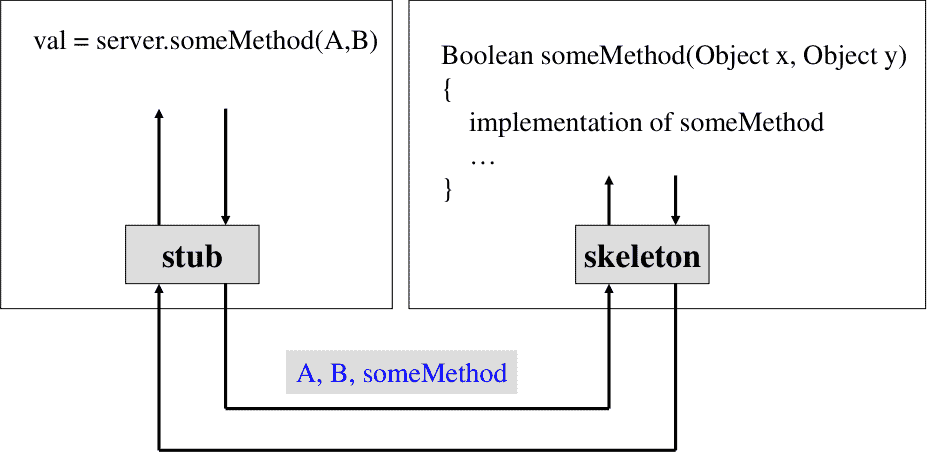 val = server.someMethod(A,B)
Boolean someMethod(Object x, Object y)
{
implementation of someMethod
…
}
stub
skeleton
A, B, someMethod